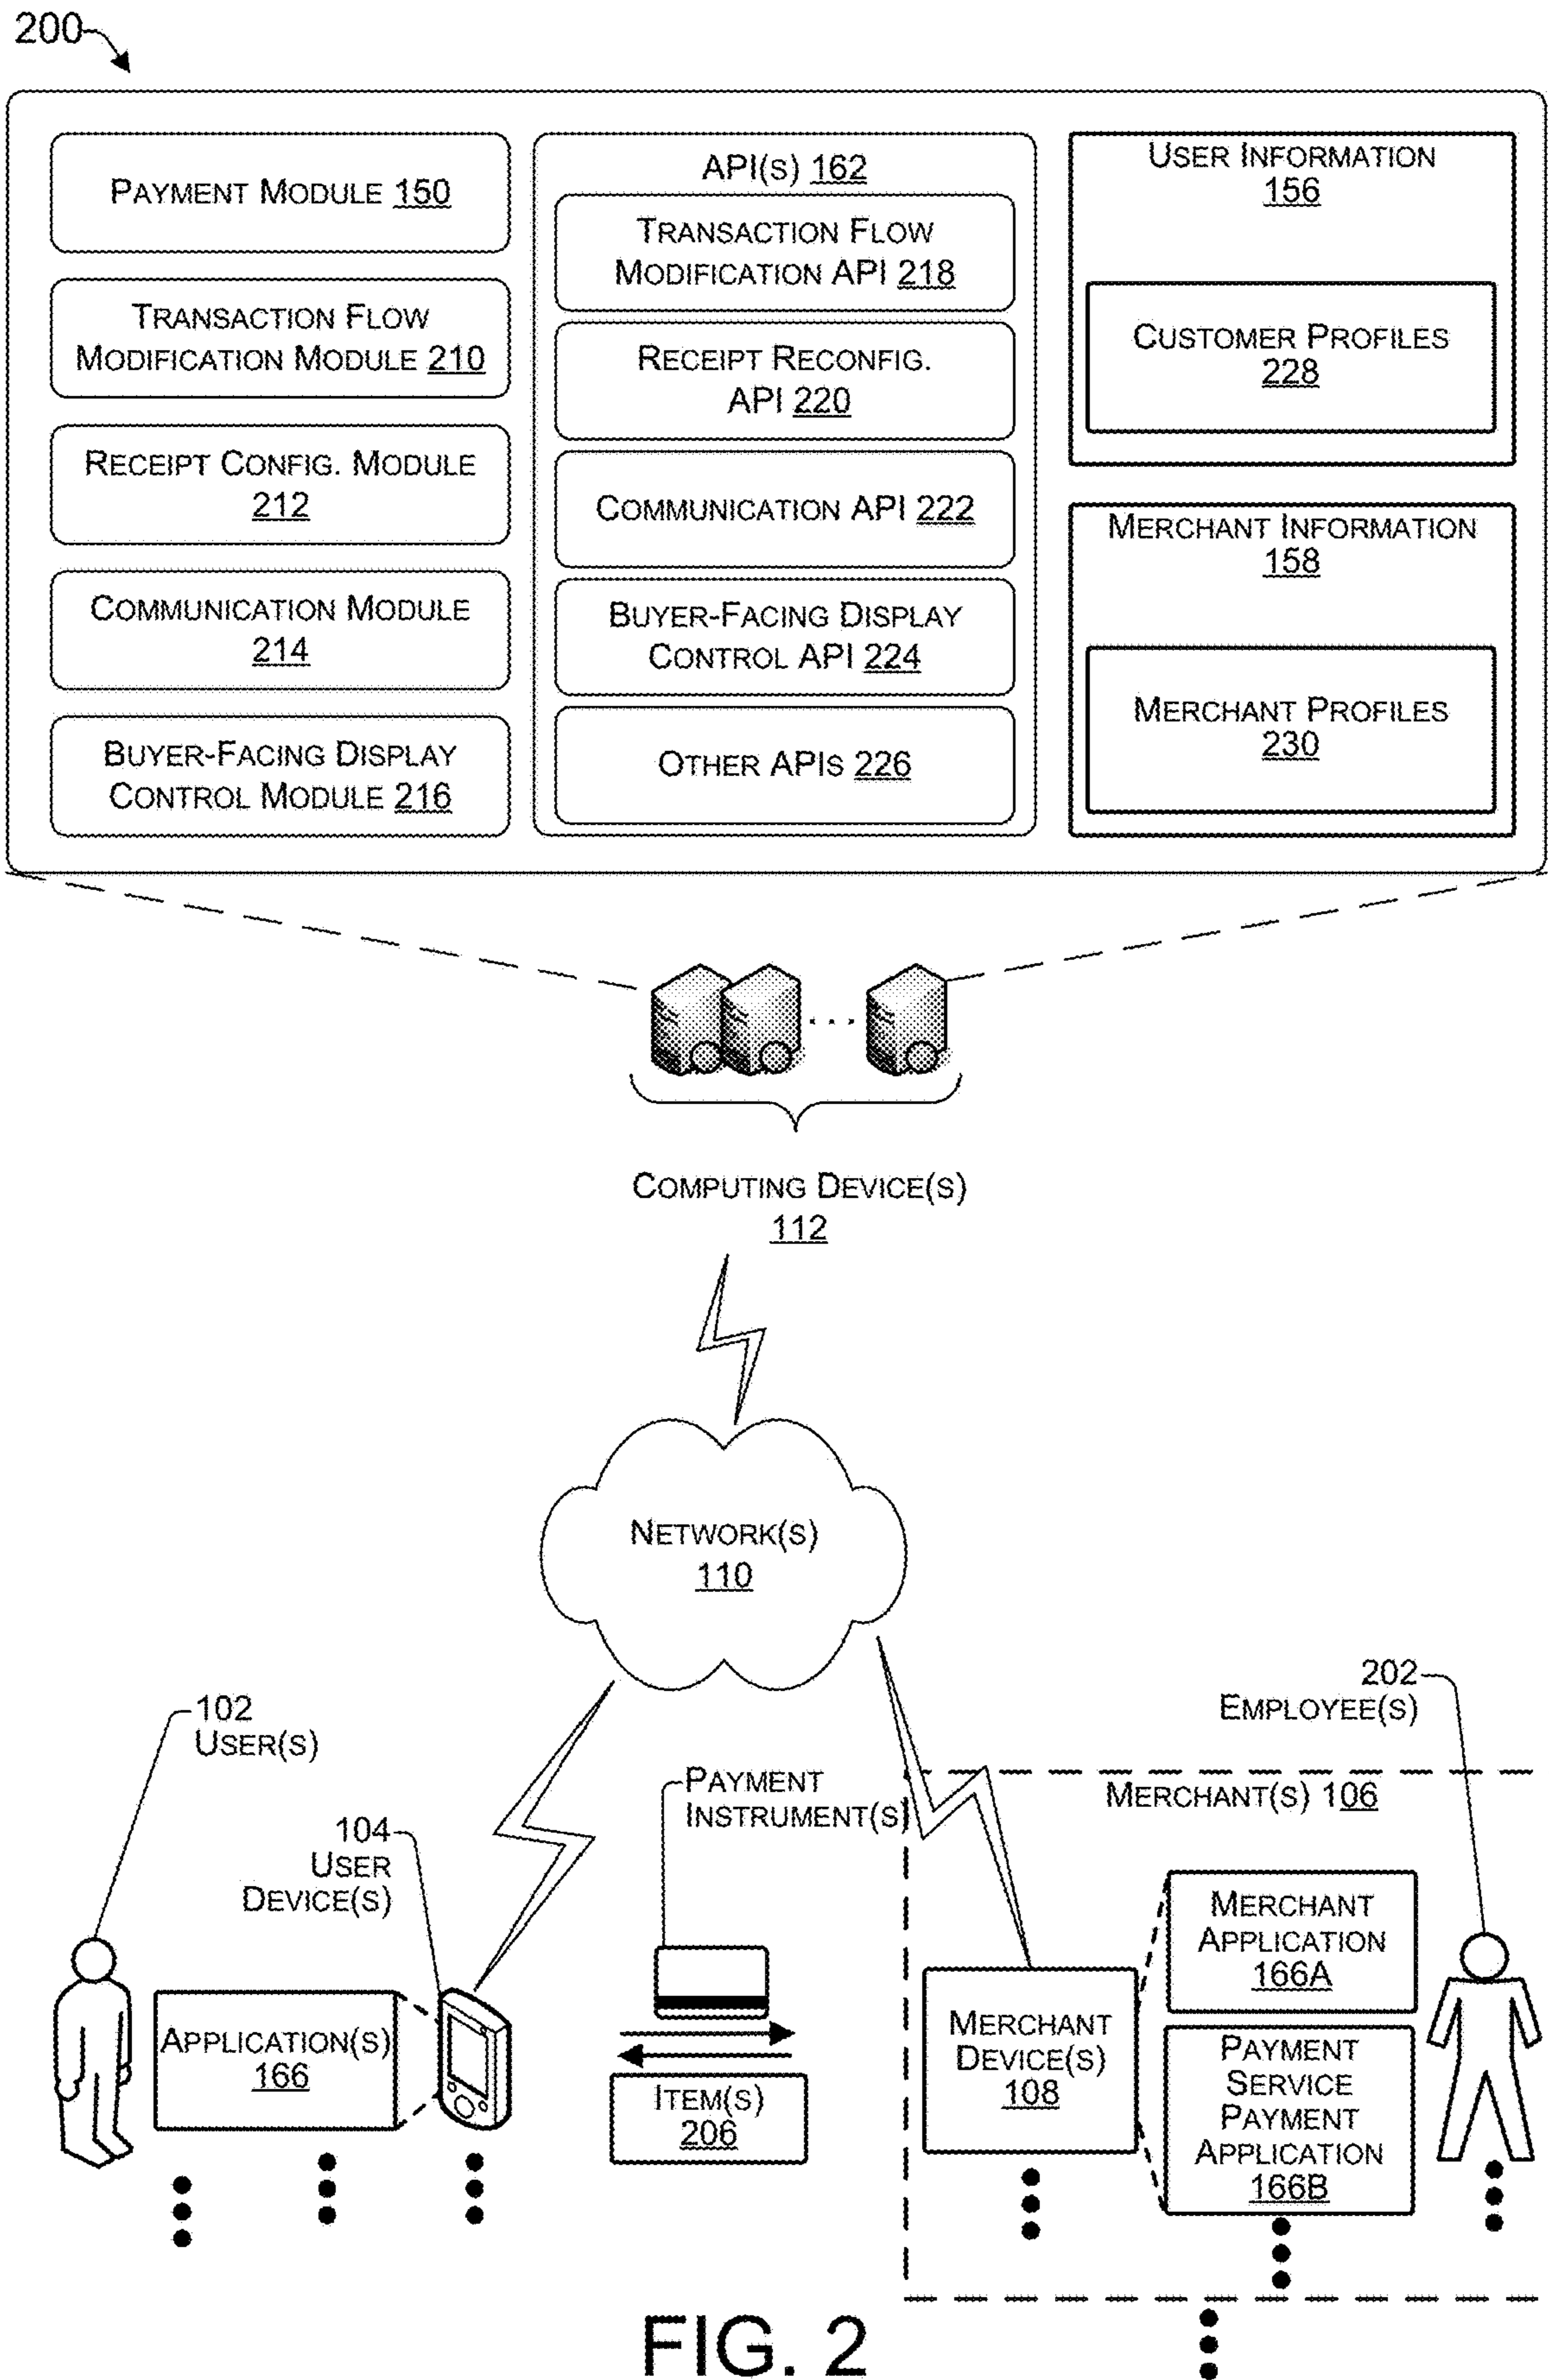 200
PAYMENT MODULE 150
TRANSACTION FLOW
MODIFICATION MODULE 210
RECEIPT CONFIG. MODULE
212
COMMUNICATION MODULE
214
BUYER-FACING DISPLAY
CONTROL MODULE 216
API(S) 162
TRANSACTION FLOW
MODIFICATION API 218
RECEIPT RECONFIG.
API 220
COMMUNICATION API 222
BUYER-FACING DISPLAY
CONTROL API 224
OTHER APIS 226
USER INFORMATION
156
CUSTOMER PROFILES
228
MERCHANT INFORMATION
158
MERCHANT PROFILES
230
COMPUTING DEVICE(S)
112
NETWORK(S)
110
102
USER(S)
104
USER
DEVICE(S)
APPLICATION(S)
166
PAYMENT
INSTRUMENT(S)
ITEM(S)
206
202
EMPLOYEE(S)
MERCHANT(S) 106
MERCHANT
DEVICE(S)
108
MERCHANT
APPLICATION
166A
PAYMENT
SERVICE
PAYMENT
APPLICATION
166B
FIG. 2